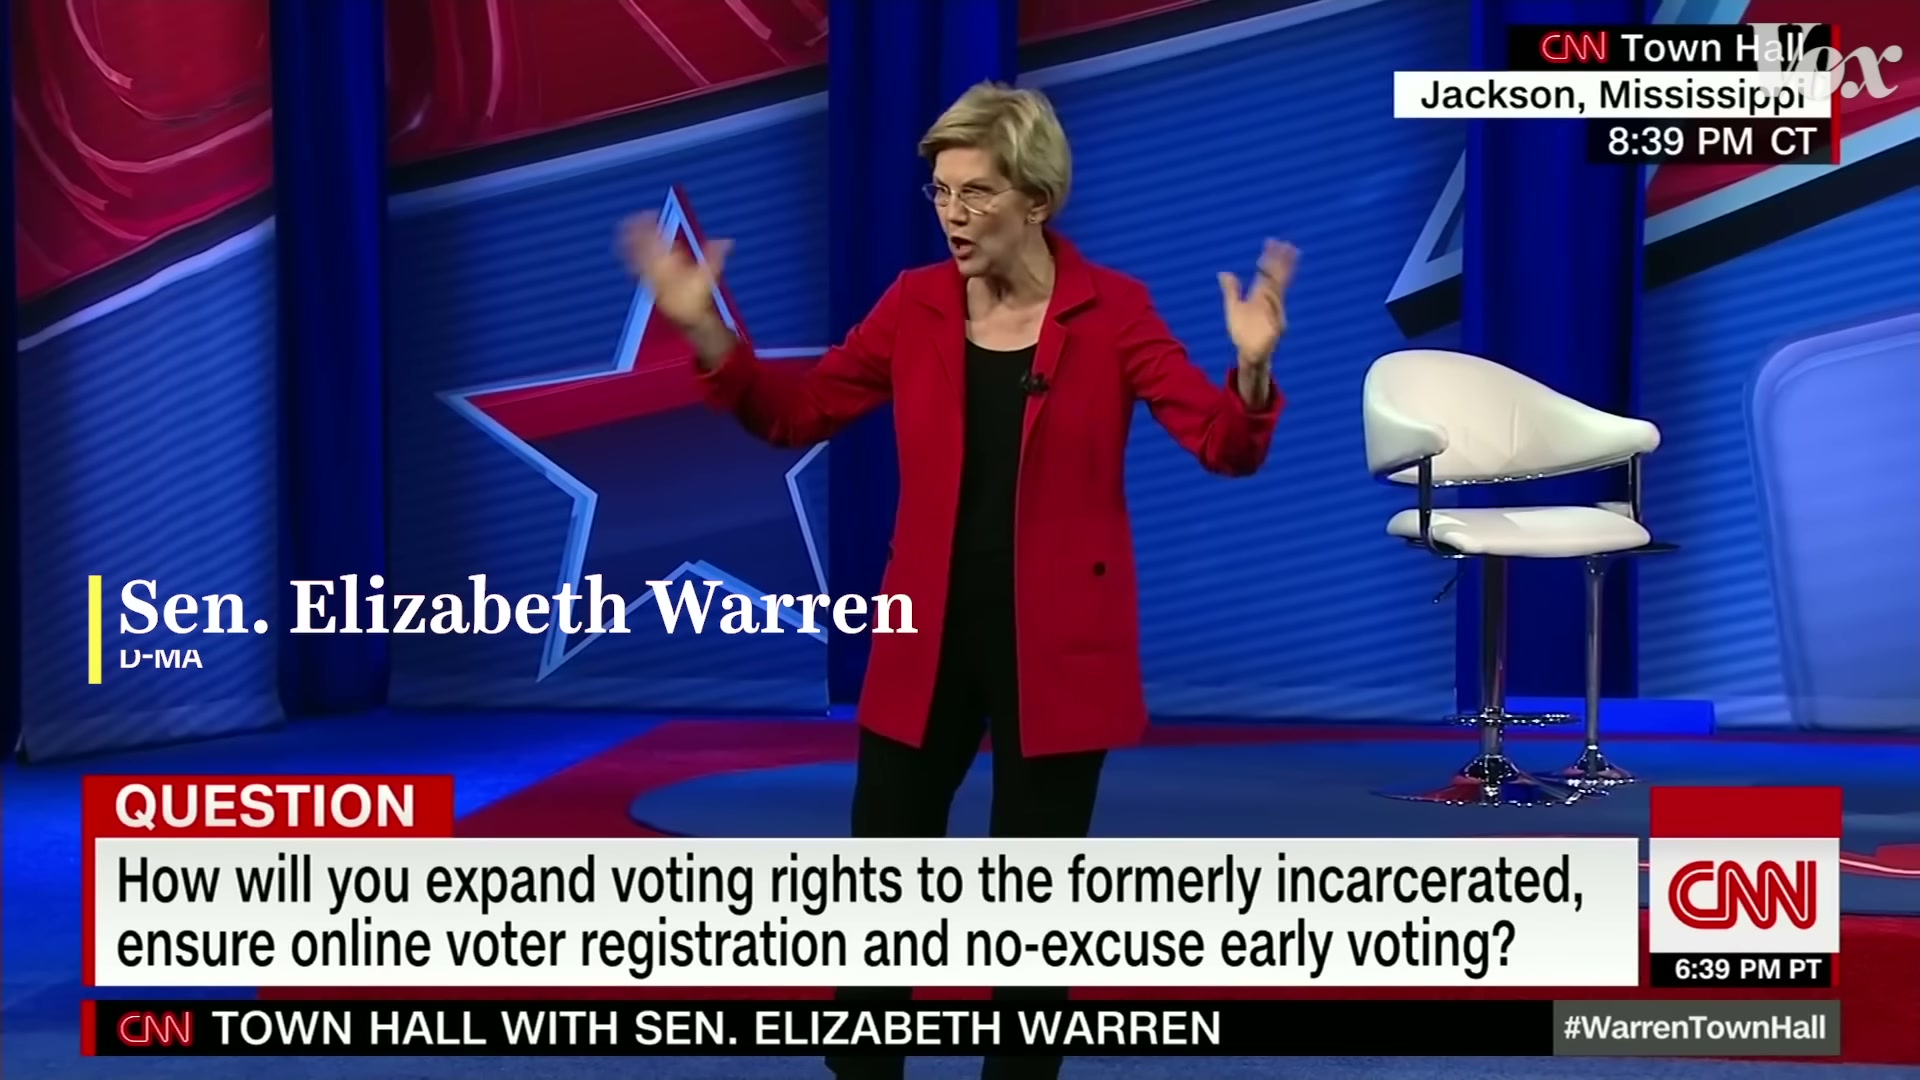 CNN Town Hall
Vox
Jackson, Mississippi
8:39 PM CT
Sen. Elizabeth Warren
D-MA
QUESTION
How will you expand voting rights to the formerly incarcerated,
ensure online voter registration and no-excuse early voting?
CNN
6:39 PM PT
CNN TOWN HALL WITH SEN. ELIZABETH WARREN
#WarrenTownHall